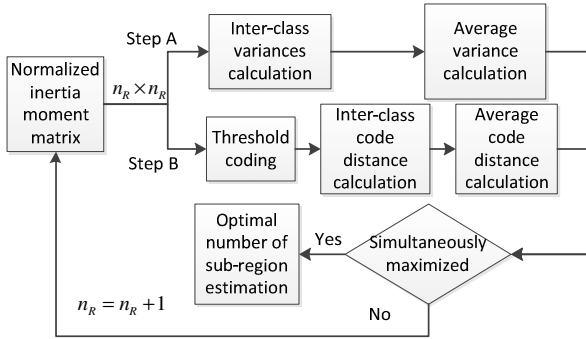 Step A
Inter-class
variances
calculation
Average
variance
calculation
Normalized
inertia
moment
matrix
n_R × n_R
Step B
Threshold
coding
Inter-class
code
distance
calculation
Average
code
distance
calculation
Optimal
number of
sub-region
estimation
Yes
Simultaneously
maximized
No
n_R = n_R + 1